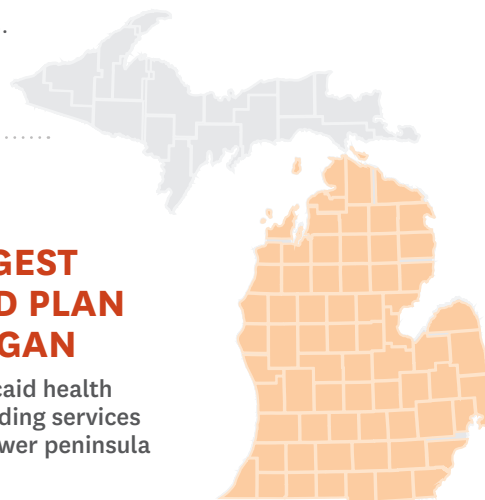 GEST
D PLAN
GAN
caid health
ding services
wer peninsula